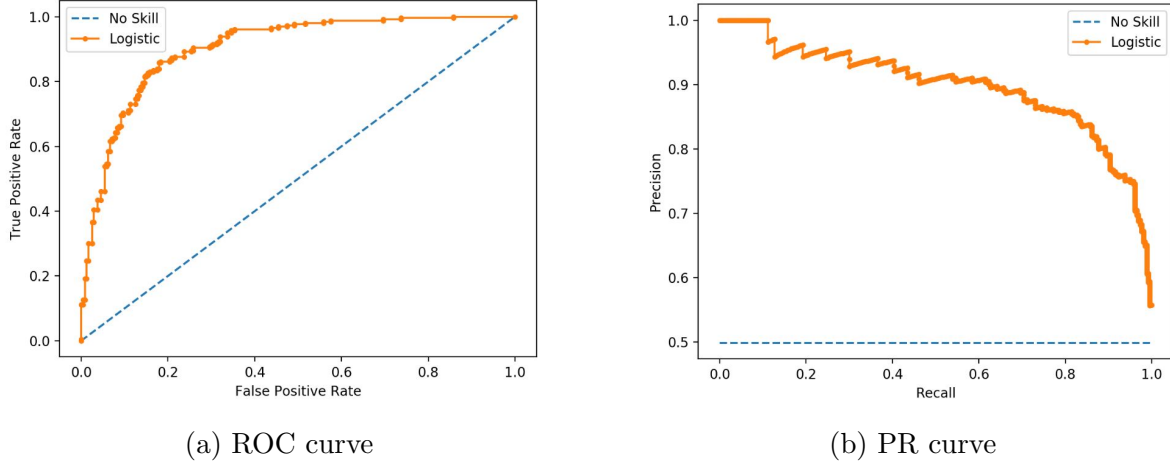 No Skill
Logistic
1.0
0.8
0.6
0.4
0.2
0.0
True Positive Rate
0.0 0.2 0.4 0.6 0.8 1.0
False Positive Rate
(a) ROC curve
No Skill
Logistic
1.0
0.9
0.8
0.7
0.6
0.5
Precision
0.0 0.2 0.4 0.6 0.8 1.0
Recall
(b) PR curve